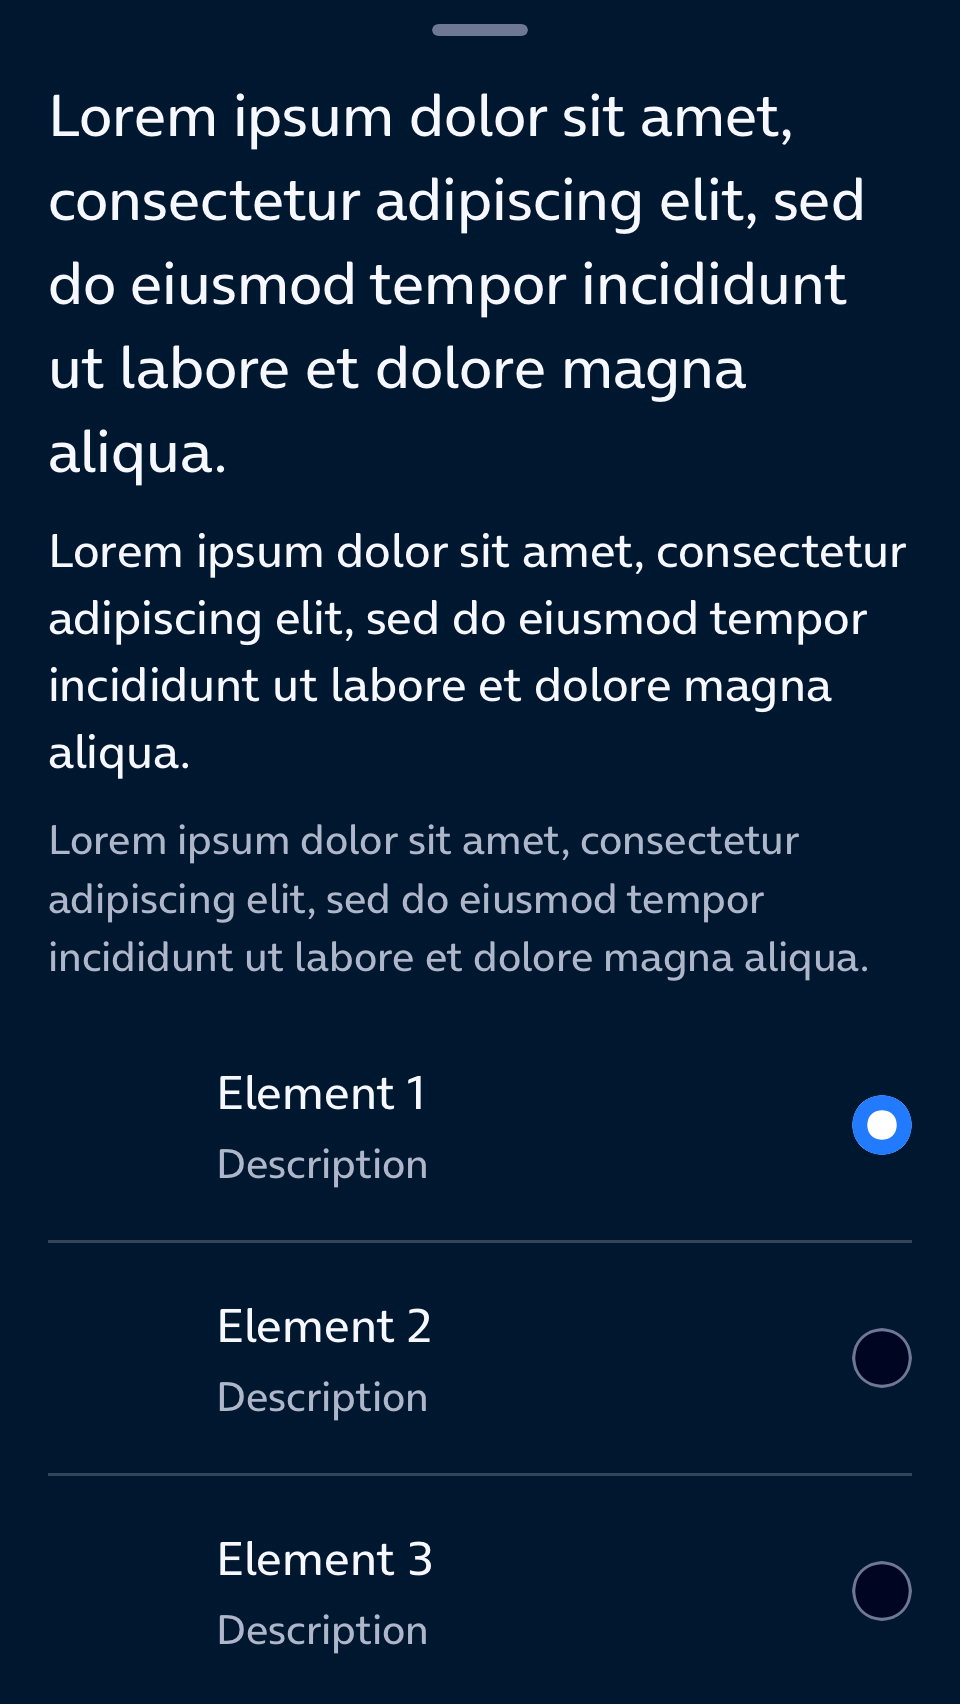 Lorem ipsum dolor sit amet,
consectetur adipiscing elit, sed
do eiusmod tempor incididunt
ut labore et dolore magna
aliqua.
Lorem ipsum dolor sit amet, consectetur
adipiscing elit, sed do eiusmod tempor
incididunt ut labore et dolore magna
aliqua.
Lorem ipsum dolor sit amet, consectetur
adipiscing elit, sed do eiusmod tempor
incididunt ut labore et dolore magna aliqua.
Element 1
Description
Element 2
Description
Element 3
Description